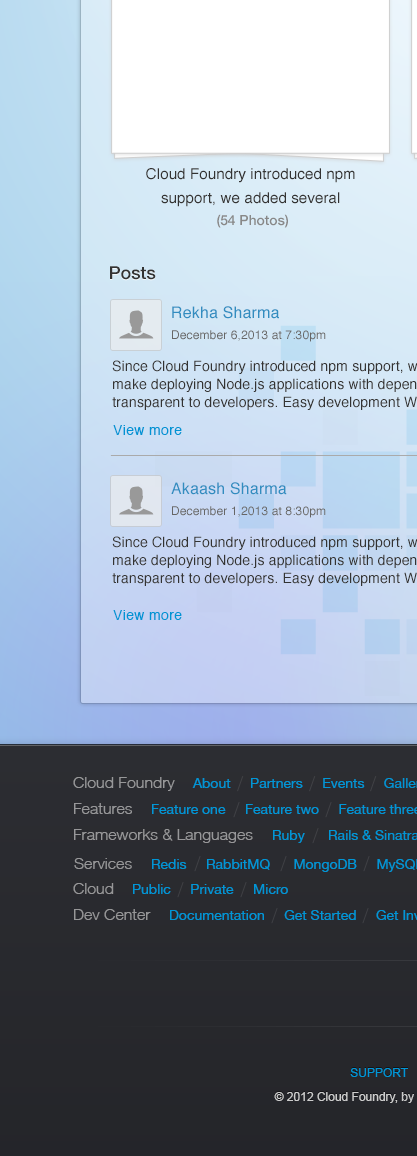 Cloud Foundry introduced npm
support, we added several
(54 Photos)
Posts
Rekha Sharma
December 6,2013 at 7:30pm
Since Cloud Foundry introduced npm support, w
make deploying Node.js applications with depen
transparent to developers. Easy development W
View more
Akaash Sharma
December 1,2013 at 8:30pm
Since Cloud Foundry introduced npm support, w
make deploying Node.js applications with depen
transparent to developers. Easy development W
View more
Cloud Foundry About / Partners / Events / Galle
Features Feature one / Feature two / Feature three
Frameworks & Languages Ruby / Rails & Sinatra
Services Redis / RabbitMQ / MongoDB / MySQL
Cloud Public / Private / Micro
Dev Center Documentation / Get Started / Get Inv
SUPPORT
© 2012 Cloud Foundry, by